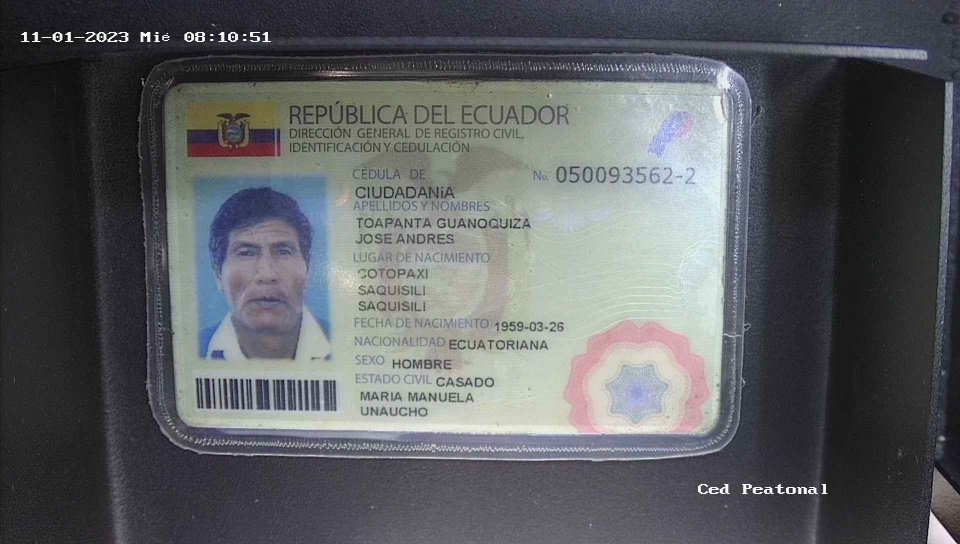 11-01-2023 Mié 08:10:51
REPÚBLICA DEL ECUADOR
DIRECCIÓN GENERAL DE REGISTRO CIVIL,
IDENTIFICACIÓN Y CEDULACIÓN
CÉDULA DE No. 050093562-2
CIUDADANÍA
APELLIDOS Y NOMBRES
TOAPANTA GUANOQUIZA
JOSE ANDRES
LUGAR DE NACIMIENTO
COTOPAXI
SAQUISILI
SAQUISILI
FECHA DE NACIMIENTO 1959-03-26
NACIONALIDAD ECUATORIANA
SEXO HOMBRE
ESTADO CIVIL CASADO
MARIA MANUELA
UNAUCHO
Ced Peatonal